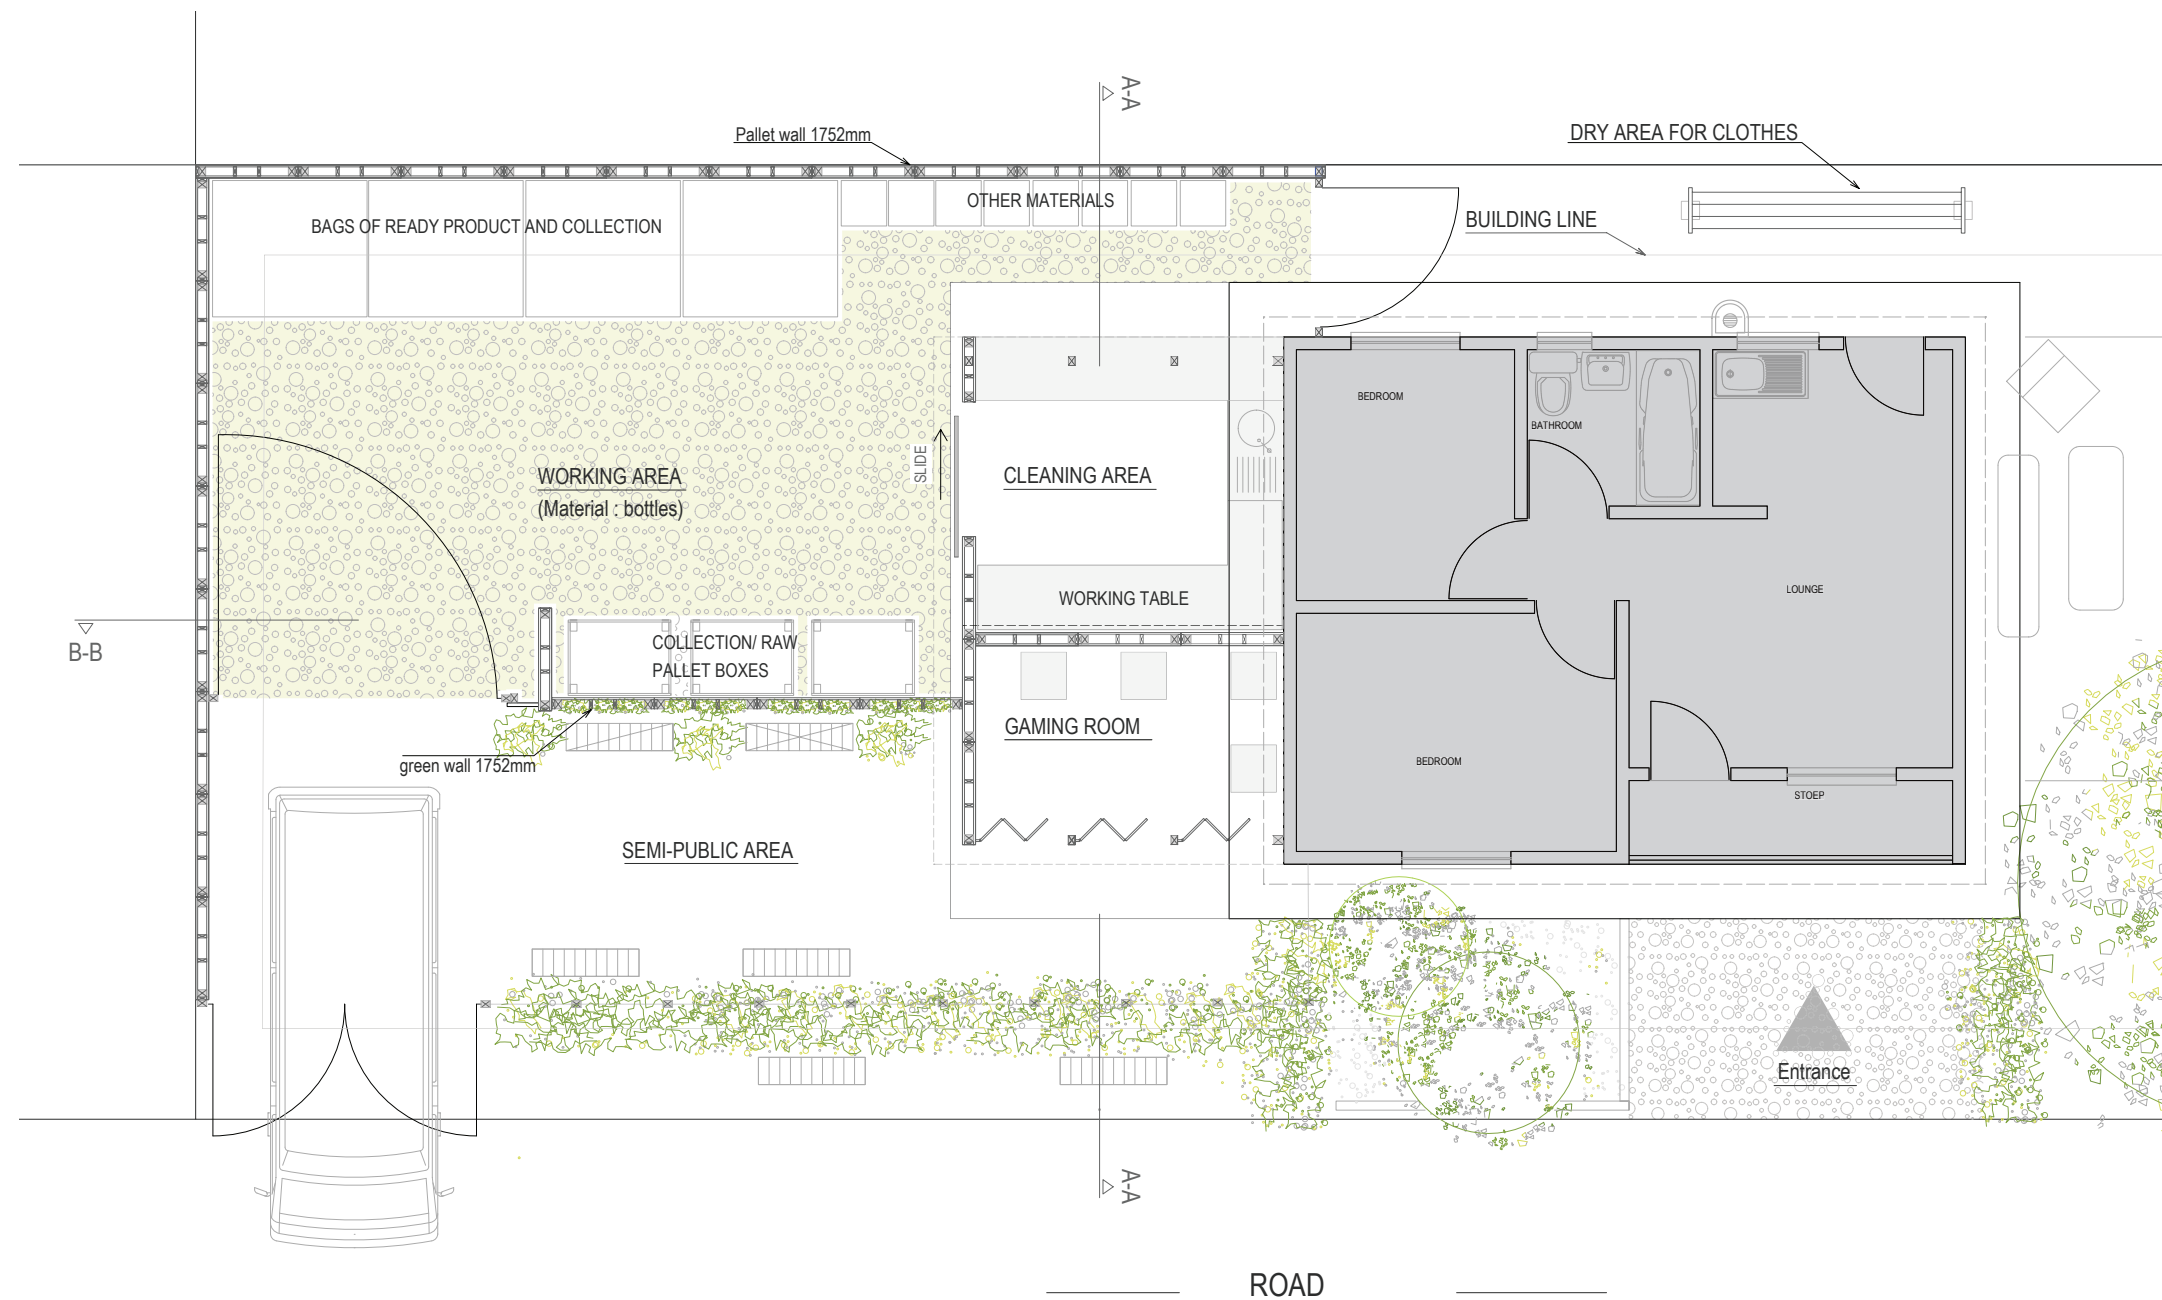 A-A
Pallet wall 1752mm
DRY AREA FOR CLOTHES
OTHER MATERIALS
BUILDING LINE
BAGS OF READY PRODUCT AND COLLECTION
BEDROOM
BATHROOM
SLIDE
WORKING AREA
(Material : bottles)
CLEANING AREA
LOUNGE
WORKING TABLE
B-B
COLLECTION/ RAW
PALLET BOXES
GAMING ROOM
green wall 1752mm
BEDROOM
STOEP
SEMI-PUBLIC AREA
Entrance
A-A
ROAD